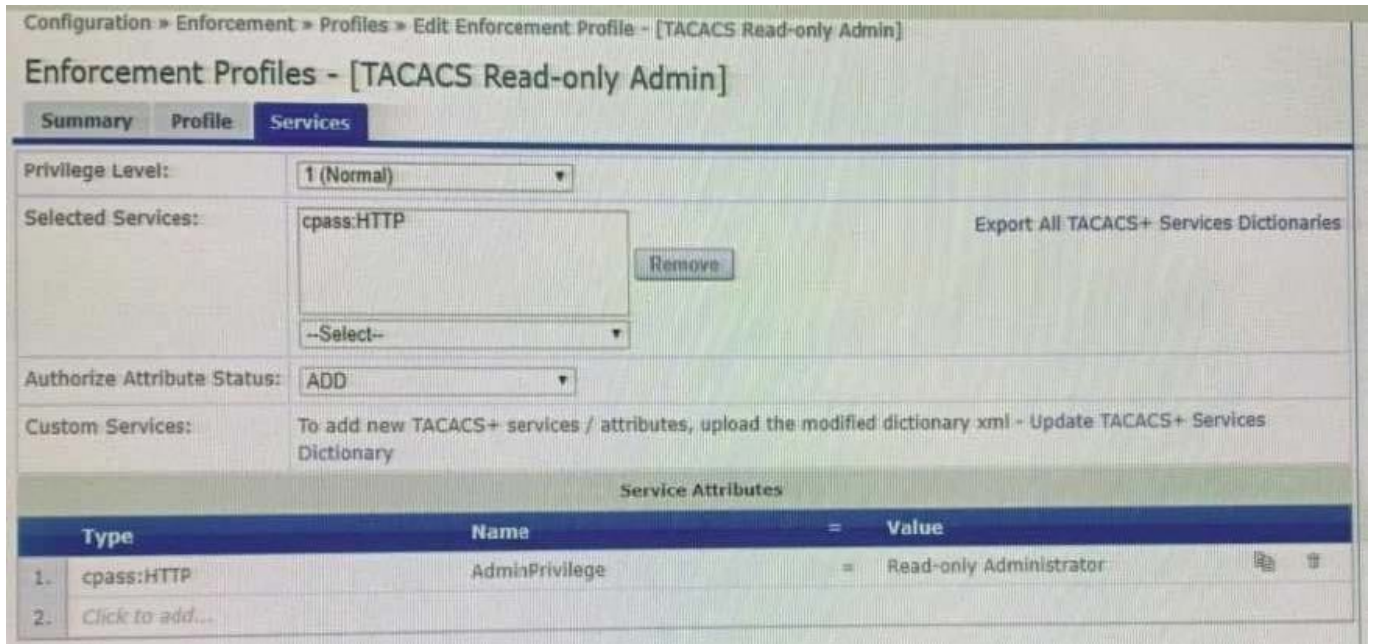 Configuration » Enforcement » Profiles » Edit Enforcement Profile - [TACACS Read-only Admin]
Enforcement Profiles - [TACACS Read-only Admin]
Summary Profile Services
Privilege Level: 1 (Normal)
Selected Services: cpass:HTTP Export All TACACS+ Services Dictionaries
Remove
--Select--
Authorize Attribute Status: ADD
Custom Services: To add new TACACS+ services / attributes, upload the modified dictionary xml - Update TACACS+ Services
Dictionary
Service Attributes
Type Name = Value
1. cpass:HTTP AdminPrivilege = Read-only Administrator
2. Click to add...